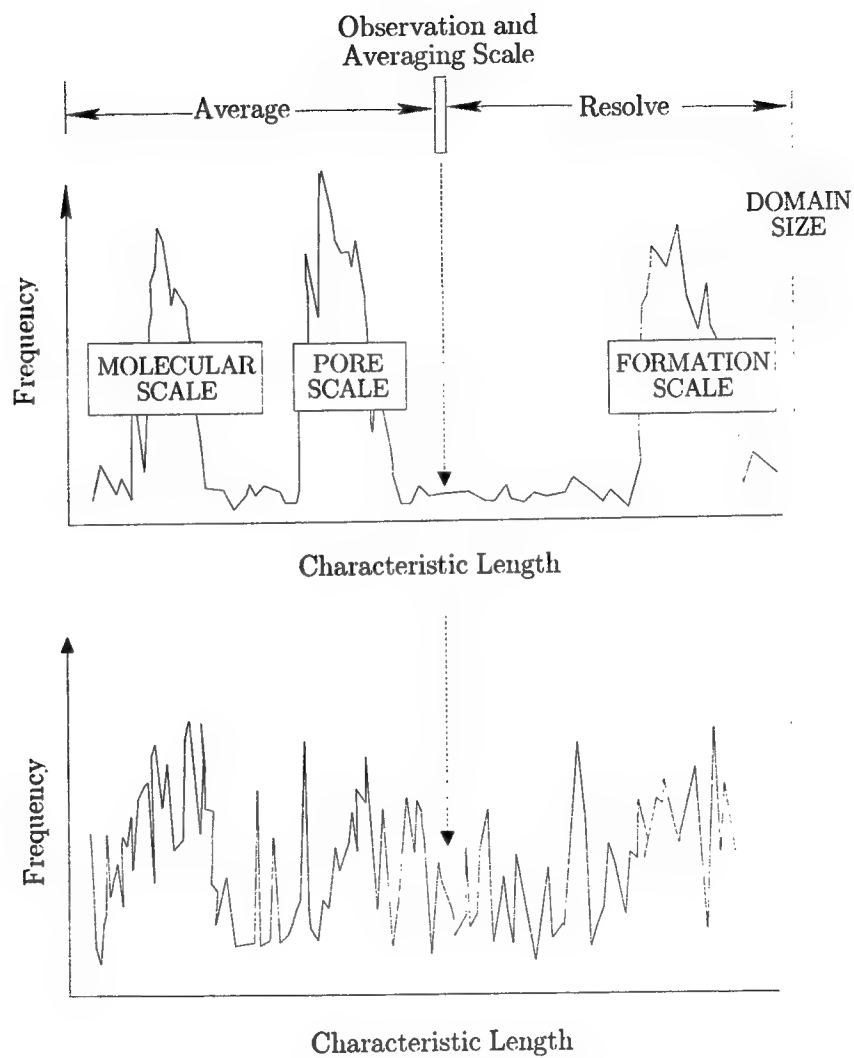 Observation and
Averaging Scale
Average
Resolve
DOMAIN
SIZE
Frequency
MOLECULAR
SCALE
PORE
SCALE
FORMATION
SCALE
Characteristic Length
Frequency
Characteristic Length